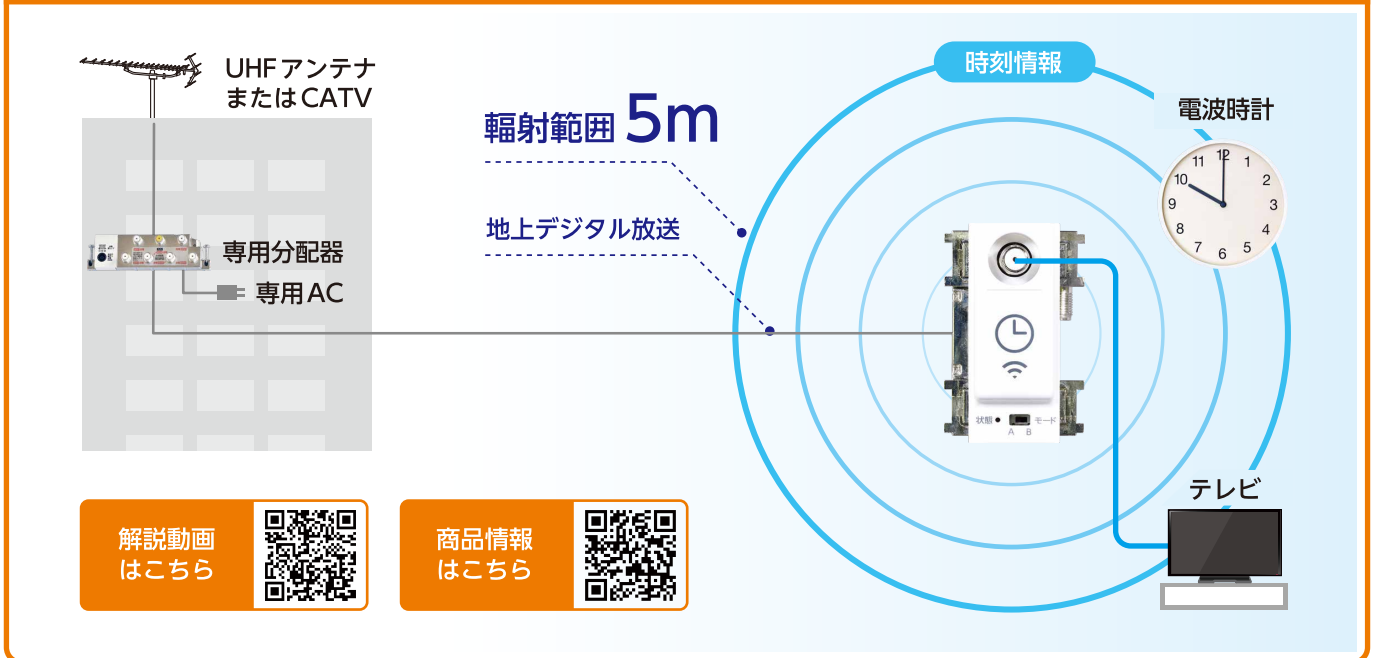 UHFアンテナ
またはCATV
時刻情報
電波時計
輻射範囲 5m
地上デジタル放送
専用分配器
専用AC
11 12 1
10 2
9 3
8 4
7 6 5
状態 モード
A B
テレビ
解説動画
はこちら
商品情報
はこちら